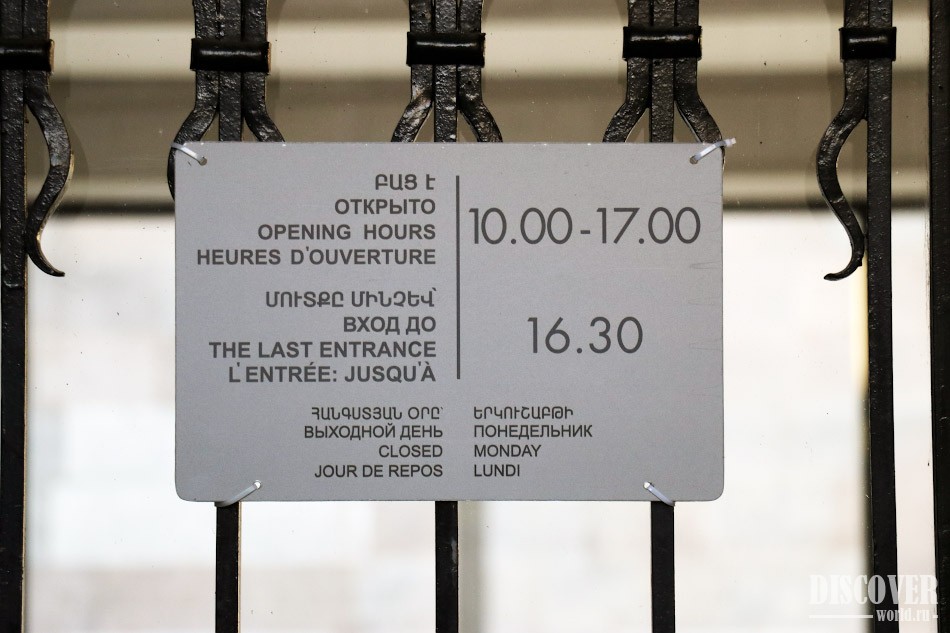 ԲԱՑ Է
ОТКРЫТО
OPENING HOURS
HEURES D'OUVERTURE
10.00-17.00
ՄՈՒՏՔԸ ՄԻՆՉԵՎ՝
ВХОД ДО
THE LAST ENTRANCE
L'ENTRÉE: JUSQU'À
16.30
ՀԱՆԳՍՏՅԱՆ ՕՐԸ՝ ԵՐԿՈՒՇԱԲԹԻ
ВЫХОДНОЙ ДЕНЬ ПОНЕДЕЛЬНИК
CLOSED MONDAY
JOUR DE REPOS LUNDI
DISCOVER
world.ru